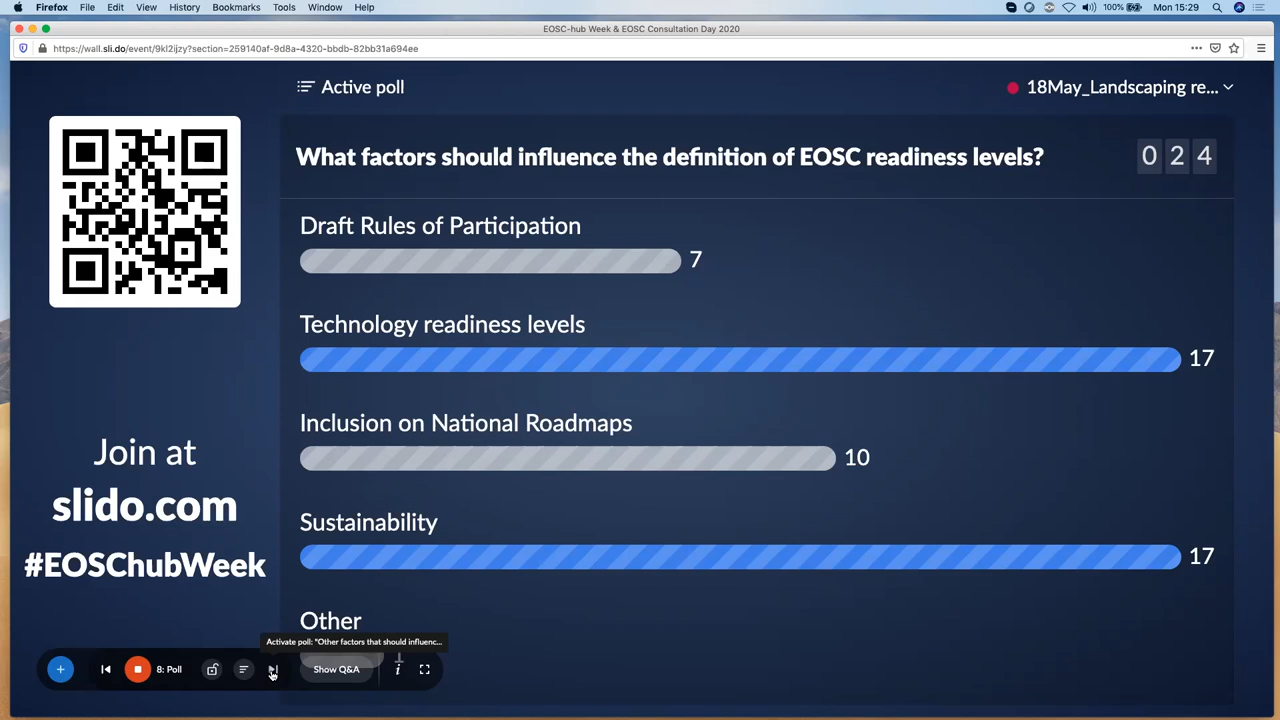 Firefox File Edit View History Bookmarks Tools Window Help 100% Mon 15:29
EOSC-hub Week & EOSC Consultation Day 2020
https://wall.sli.do/event/9kl2ijzy?section=259140af-9d8a-4320-bbdb-82bb31a694ee
Active poll
18May_Landscaping re...
What factors should influence the definition of EOSC readiness levels?
0 2 4
Draft Rules of Participation
7
Technology readiness levels
17
Inclusion on National Roadmaps
10
Sustainability
17
Other
Join at
slido.com
#EOSChubWeek
Activate poll: "Other factors that should influenc...
8: Poll
Show Q&A